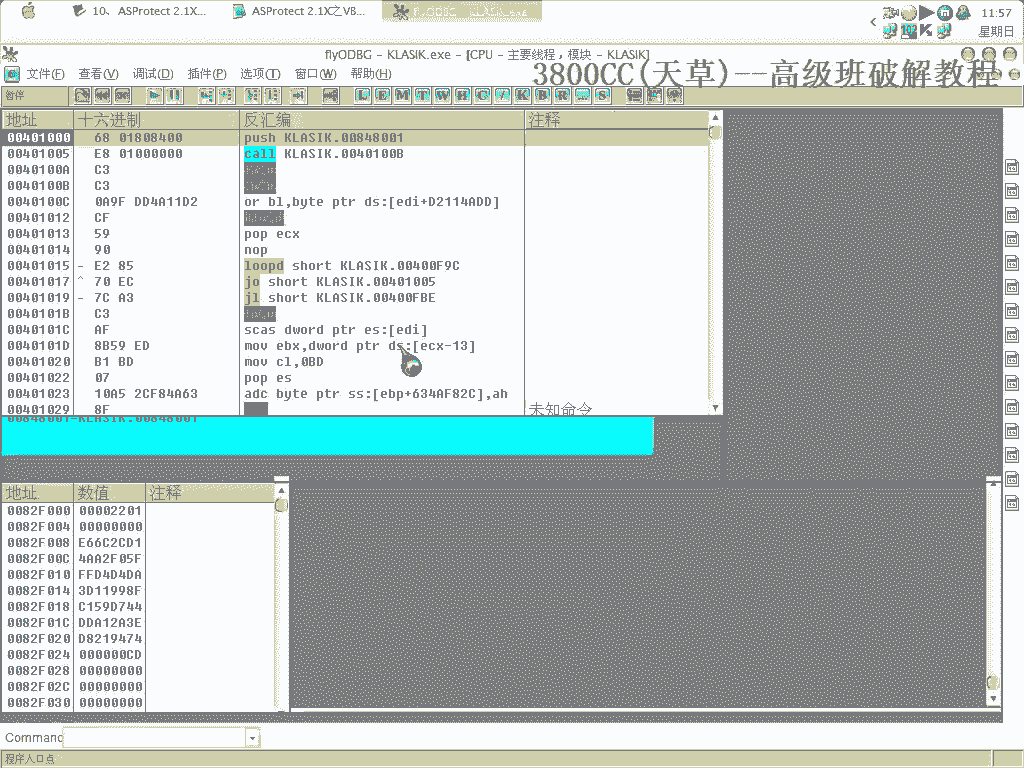 10、ASProtect 2.1X...
ASProtect 2.1X之VB...
flyODBG - KLASIK.exe
11:57
星期日
flyODBG - KLASIK.exe - [CPU - 主要线程，模块 - KLASIK]
文件(F) 查看(V) 调试(D) 插件(P) 选项(T) 窗口(W) 帮助(H)
3800CC(天草)--高级班破解教程
暂停
L E M T W H C / K B R ... S
地址 十六进制 反汇编 注释
00401000 68 01808400 push KLASIK.00848001
00401005 E8 01000000 call KLASIK.0040100B
0040100A C3
0040100B C3
0040100C 0A9F DD4A11D2 or bl,byte ptr ds:[edi+D2114ADD]
00401012 CF
00401013 59 pop ecx
00401014 90 nop
00401015 - E2 85 loopd short KLASIK.00400F9C
00401017 ^ 70 EC jo short KLASIK.00401005
00401019 - 7C A3 jl short KLASIK.00400FBE
0040101B C3
0040101C AF scas dword ptr es:[edi]
0040101D 8B59 ED mov ebx,dword ptr ds:[ecx-13]
00401020 B1 BD mov cl,0BD
00401022 07 pop es
00401023 10A5 2CF84A63 adc byte ptr ss:[ebp+634AF82C],ah
00401029 8F 未知命令
00848001=KLASIK.00848001
地址 数值 注释
0082F000 00002201
0082F004 00000000
0082F008 E66C2CD1
0082F00C 4AA2F05F
0082F010 FFD4D4DA
0082F014 3D11998F
0082F018 C159D744
0082F01C DDA12A3E
0082F020 D8219474
0082F024 000000CD
0082F028 00000000
0082F02C 00000000
0082F030 00000000
Command
程序入口点